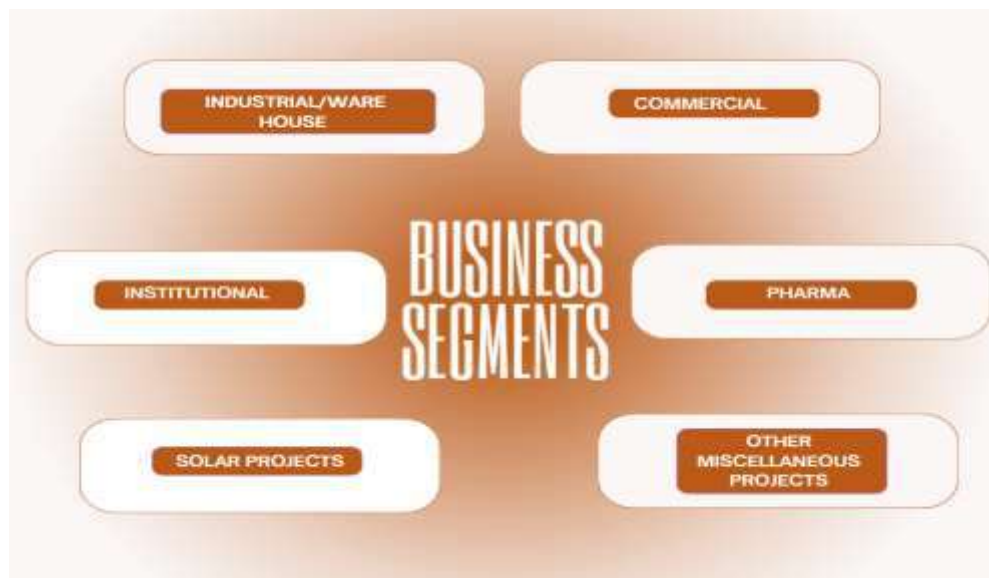 INDUSTRIAL/WARE
HOUSE
COMMERCIAL
BUSINESS
SEGMENTS
INSTITUTIONAL
PHARMA
SOLAR PROJECTS
OTHER
MISCELLANEOUS
PROJECTS